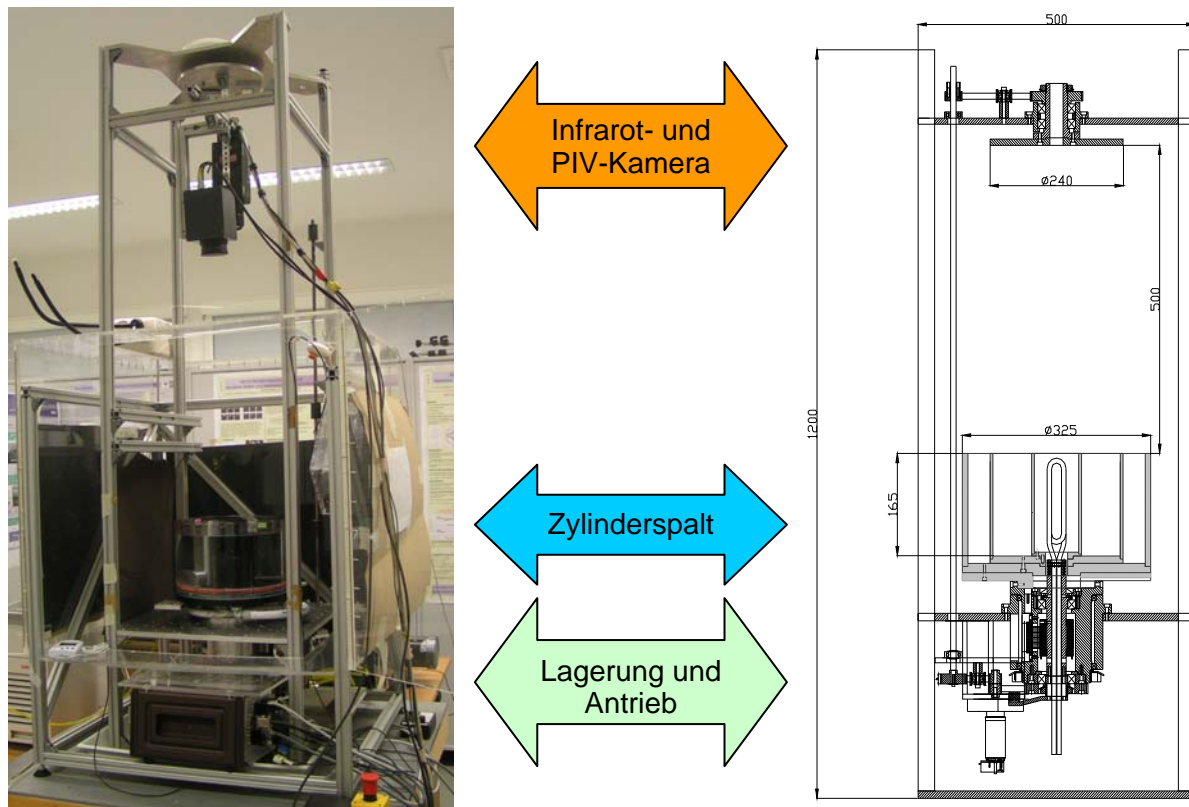 Infrarot- und
PIV-Kamera
Zylinderspalt
Lagerung und
Antrieb
500
ø240
500
1200
ø325
165